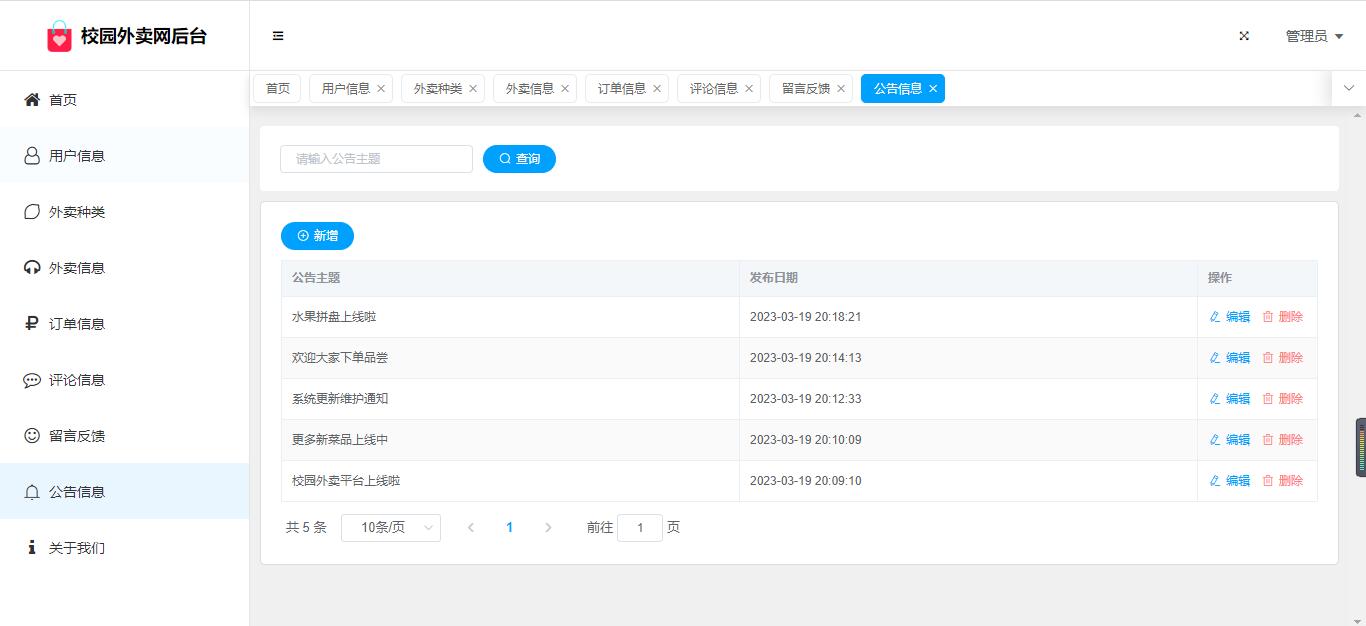 校园外卖网后台
管理员
首页
用户信息
外卖种类
外卖信息
订单信息
评论信息
留言反馈
公告信息
关于我们
首页 用户信息 外卖种类 外卖信息 订单信息 评论信息 留言反馈 公告信息
请输入公告主题 查询
新增
公告主题 发布日期 操作
水果拼盘上线啦 2023-03-19 20:18:21 编辑 删除
欢迎大家下单品尝 2023-03-19 20:14:13 编辑 删除
系统更新维护通知 2023-03-19 20:12:33 编辑 删除
更多新菜品上线中 2023-03-19 20:10:09 编辑 删除
校园外卖平台上线啦 2023-03-19 20:09:10 编辑 删除
共 5 条 10条/页 1 前往 1 页